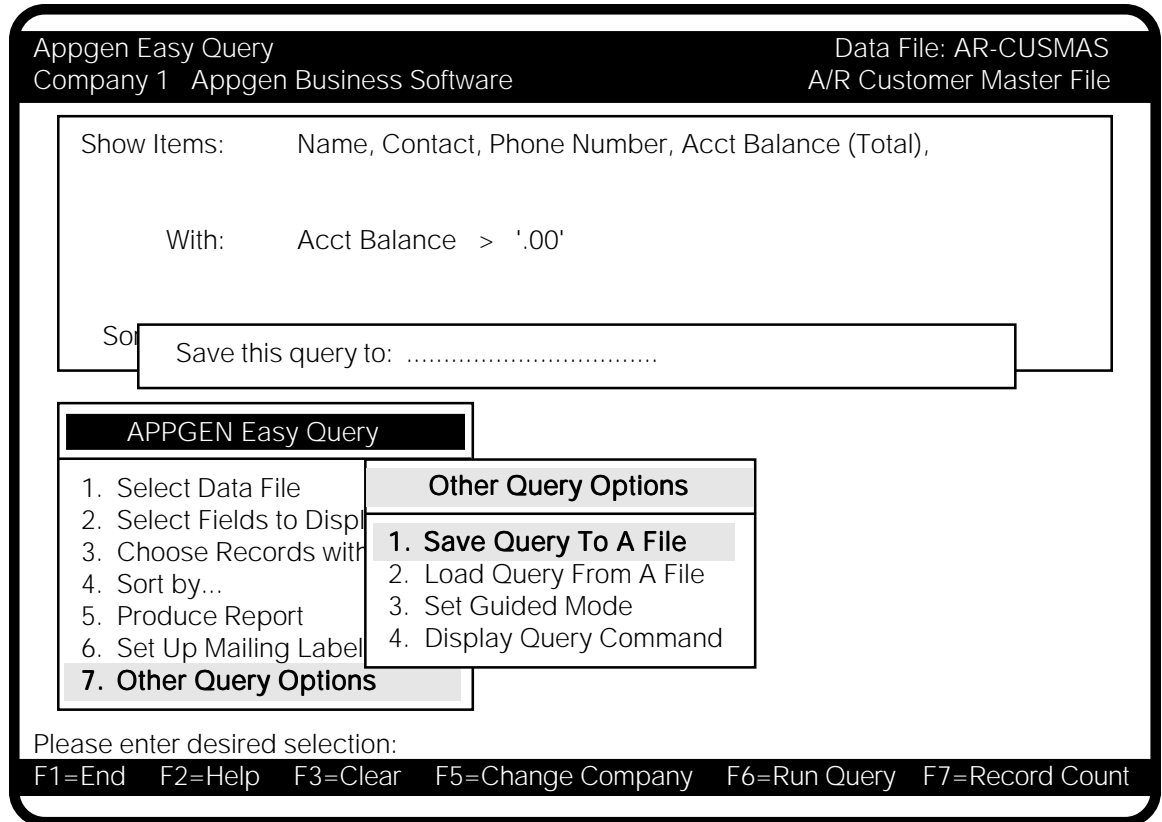 Appgen Easy Query Data File: AR-CUSMAS
Company 1 Appgen Business Software A/R Customer Master File
Show Items: Name, Contact, Phone Number, Acct Balance (Total),
With: Acct Balance > '.00'
Sor
Save this query to: ..................................
APPGEN Easy Query
1. Select Data File
2. Select Fields to Displ
3. Choose Records with
4. Sort by...
5. Produce Report
6. Set Up Mailing Label
7. Other Query Options
Other Query Options
1. Save Query To A File
2. Load Query From A File
3. Set Guided Mode
4. Display Query Command
Please enter desired selection:
F1=End F2=Help F3=Clear F5=Change Company F6=Run Query F7=Record Count